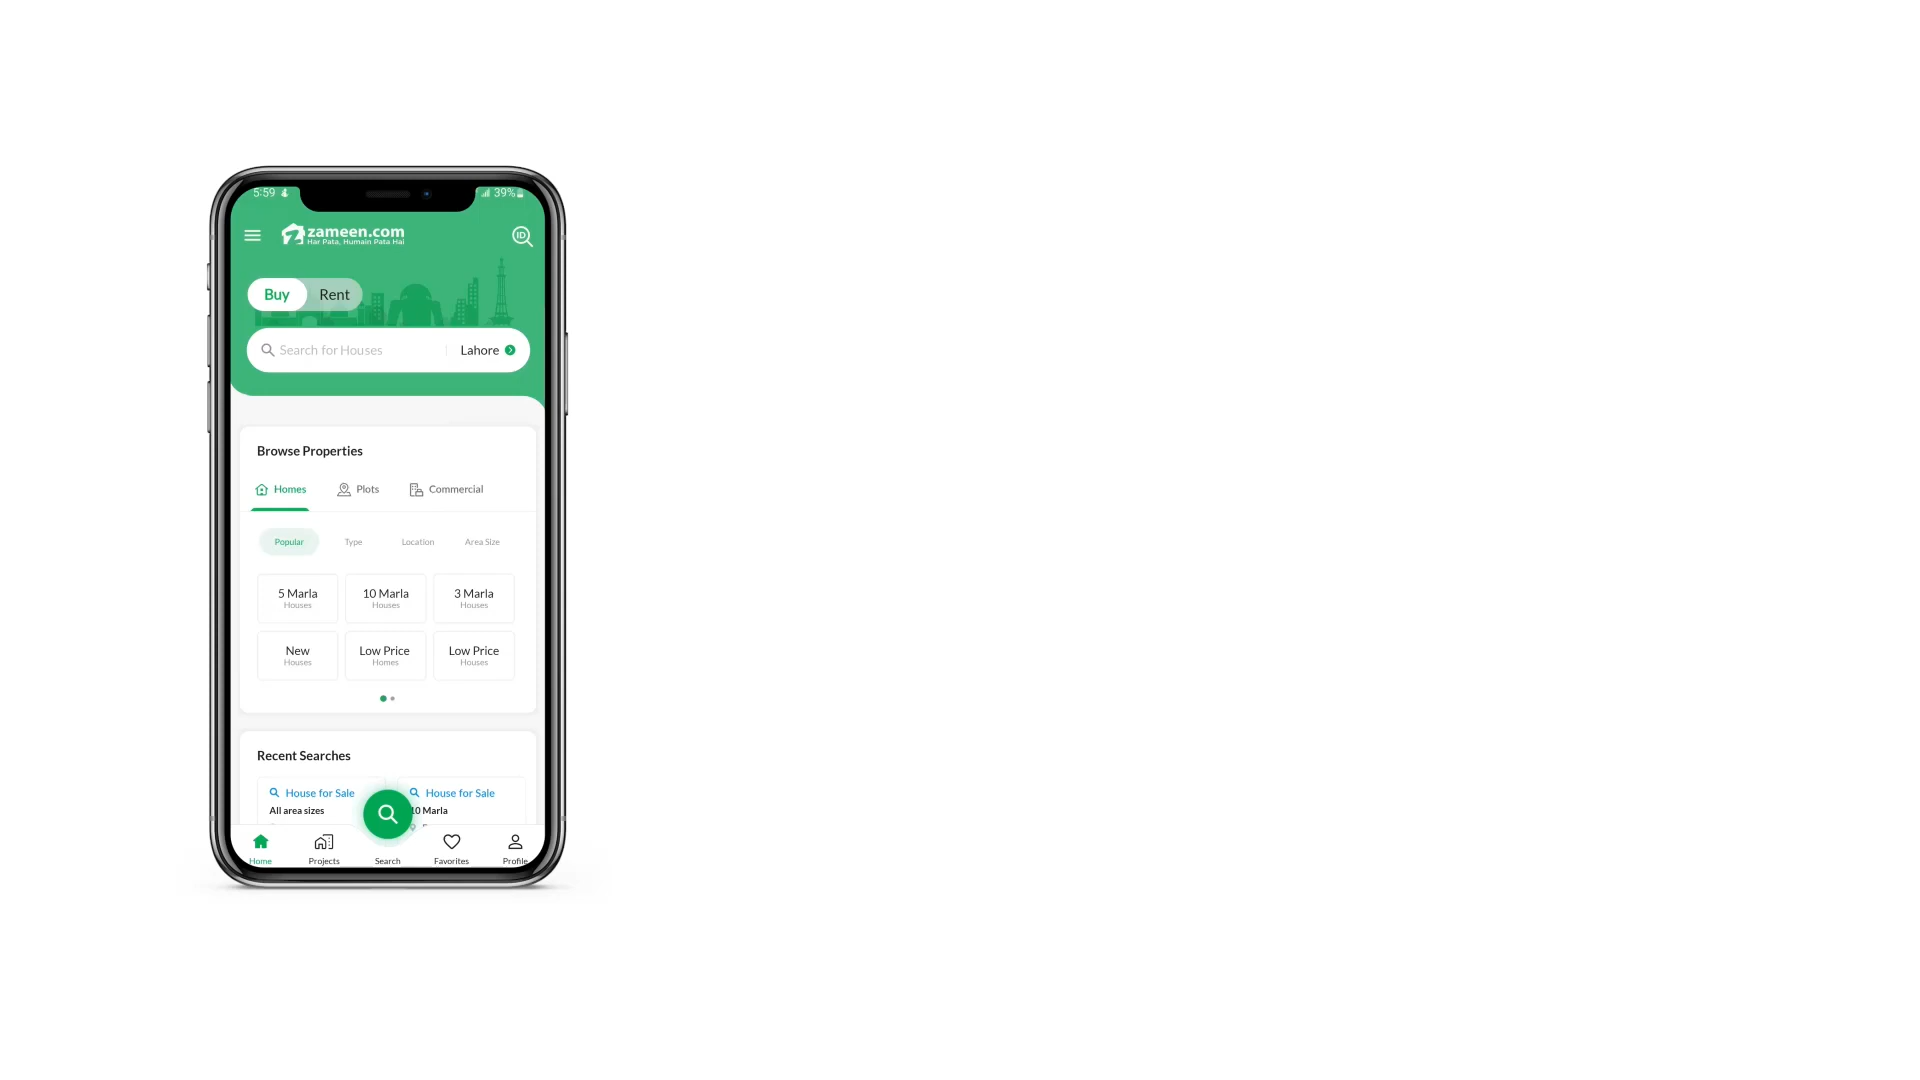 5:59
39%
zameen.com
Har Pata, Humain Pata Hai
ID
Buy Rent
Search for Houses Lahore
Browse Properties
Homes Plots Commercial
Popular Type Location Area Size
5 Marla 10 Marla 3 Marla
Houses Houses Houses
New Low Price Low Price
Houses Homes Houses
Recent Searches
House for Sale House for Sale
All area sizes 10 Marla
Home Projects Search Favorites Profile